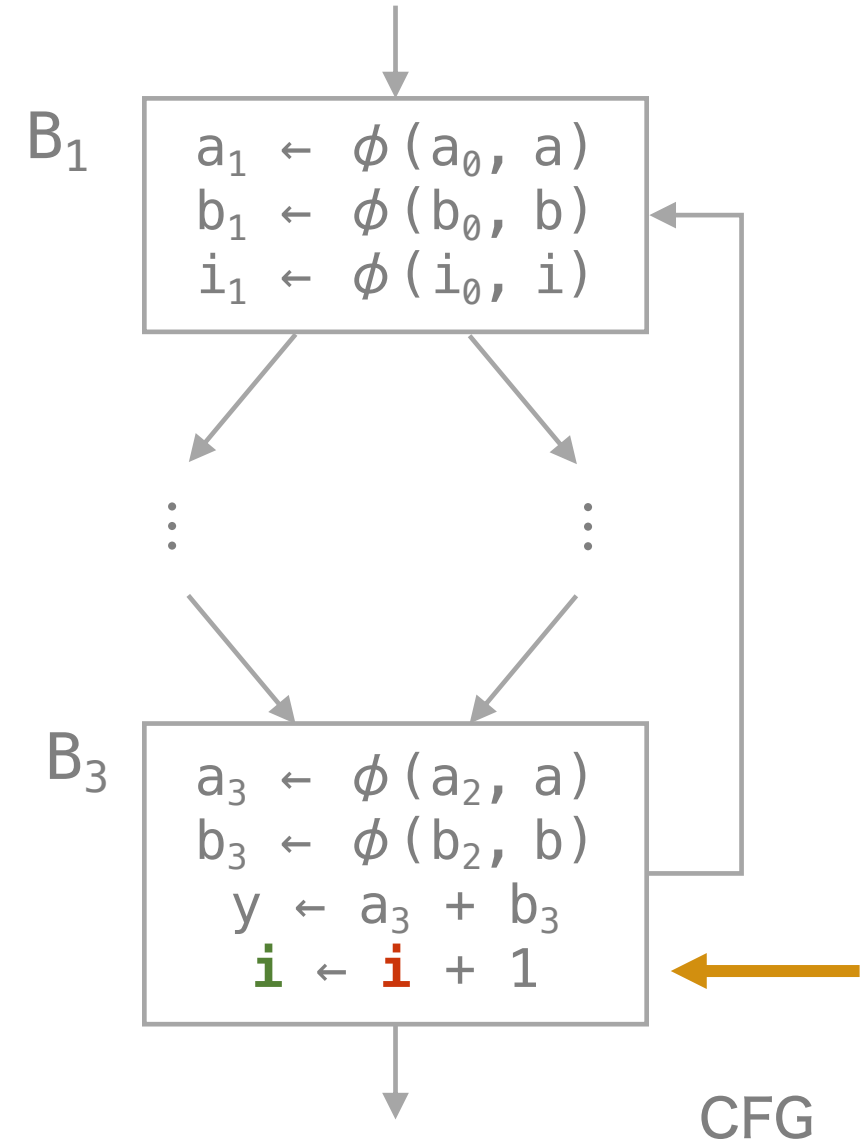 B₁
a₁ ← ϕ(a₀, a)
b₁ ← ϕ(b₀, b)
i₁ ← ϕ(i₀, i)
⋮ ⋮
B₃
a₃ ← ϕ(a₂, a)
b₃ ← ϕ(b₂, b)
y ← a₃ + b₃
i ← i + 1
CFG